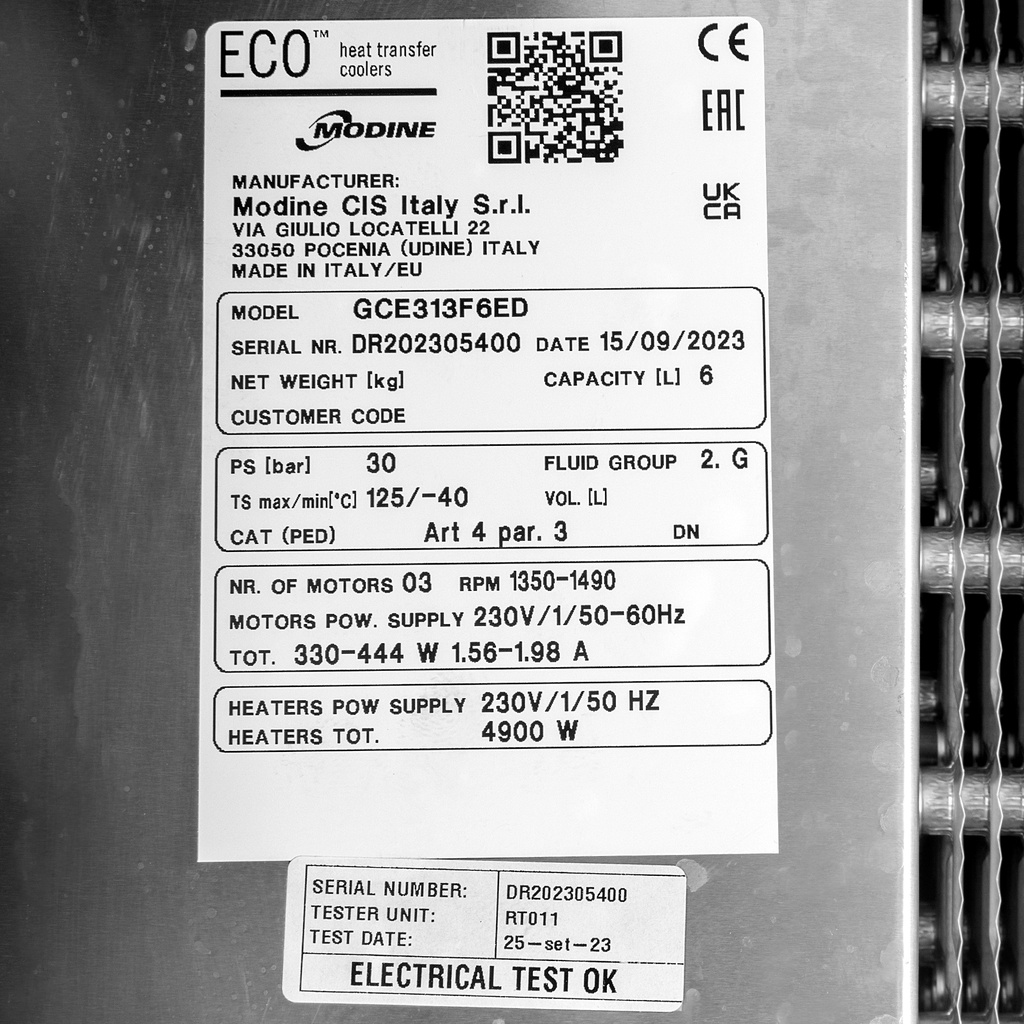 ECO™ heat transfer coolers
CE
MODINE
EAC
MANUFACTURER:
Modine CIS Italy S.r.l.
UK CA
VIA GIULIO LOCATELLI 22
33050 POCENIA (UDINE) ITALY
MADE IN ITALY/EU
MODEL GCE313F6ED
SERIAL NR. DR202305400 DATE 15/09/2023
NET WEIGHT [kg] CAPACITY [L] 6
CUSTOMER CODE
PS [bar] 30 FLUID GROUP 2. G
TS max/min[°C] 125/-40 VOL. [L]
CAT (PED) Art 4 par. 3 DN
NR. OF MOTORS 03 RPM 1350-1490
MOTORS POW. SUPPLY 230V/1/50-60Hz
TOT. 330-444 W 1.56-1.98 A
HEATERS POW SUPPLY 230V/1/50 HZ
HEATERS TOT. 4900 W
SERIAL NUMBER: DR202305400
TESTER UNIT: RT011
TEST DATE: 25-set-23
ELECTRICAL TEST OK